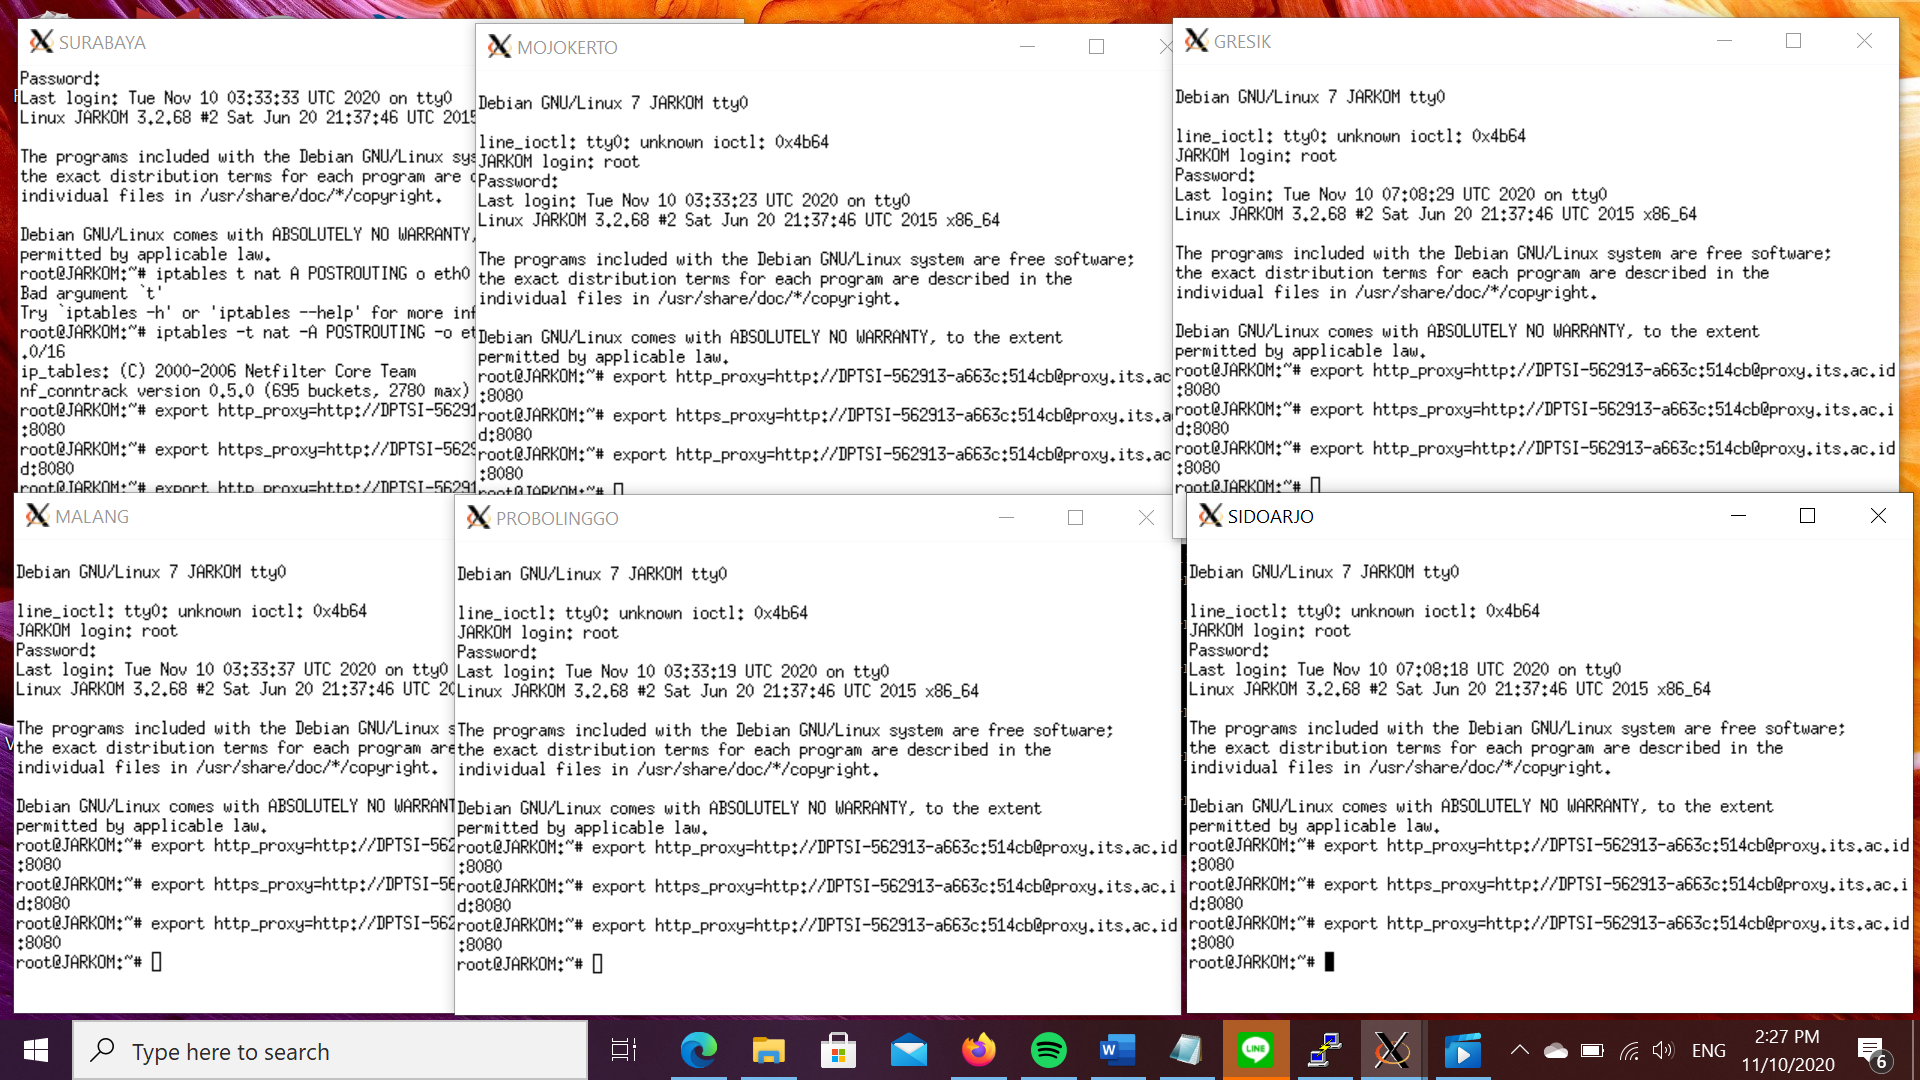 SURABAYA
Password:
Last login: Tue Nov 10 03:33:33 UTC 2020 on tty0
Linux JARKOM 3.2.68 #2 Sat Jun 20 21:37:46 UTC 2015
The programs included with the Debian GNU/Linux sys
the exact distribution terms for each program are
individual files in /usr/share/doc/*/copyright.
Debian GNU/Linux comes with ABSOLUTELY NO WARRANTY,
permitted by applicable law.
root@JARKOM:~# iptables t nat A POSTROUTING o eth0
Bad argument `t'
Try `iptables -h' or 'iptables --help' for more inf
root@JARKOM:~# iptables -t nat -A POSTROUTING -o et
.0/16
ip_tables: (C) 2000-2006 Netfilter Core Team
nf_conntrack version 0.5.0 (695 buckets, 2780 max)
root@JARKOM:~# export http_proxy=http://DPTSI-56291
:8080
root@JARKOM:~# export https_proxy=http://DPTSI-5629
d:8080
root@JARKOM:~# export http_proxy=http://DPTSI-56291
MOJOKERTO
Debian GNU/Linux 7 JARKOM tty0
line_ioctl: tty0: unknown ioctl: 0x4b64
JARKOM login: root
Password:
Last login: Tue Nov 10 03:33:23 UTC 2020 on tty0
Linux JARKOM 3.2.68 #2 Sat Jun 20 21:37:46 UTC 2015 x86_64
The programs included with the Debian GNU/Linux system are free software;
the exact distribution terms for each program are described in the
individual files in /usr/share/doc/*/copyright.
Debian GNU/Linux comes with ABSOLUTELY NO WARRANTY, to the extent
permitted by applicable law.
root@JARKOM:~# export http_proxy=http://DPTSI-562913-a663c:514cb@proxy.its.ac
:8080
root@JARKOM:~# export https_proxy=http://DPTSI-562913-a663c:514cb@proxy.its.a
d:8080
root@JARKOM:~# export http_proxy=http://DPTSI-562913-a663c:514cb@proxy.its.ac
:8080
root@JARKOM:~#
GRESIK
Debian GNU/Linux 7 JARKOM tty0
line_ioctl: tty0: unknown ioctl: 0x4b64
JARKOM login: root
Password:
Last login: Tue Nov 10 07:08:29 UTC 2020 on tty0
Linux JARKOM 3.2.68 #2 Sat Jun 20 21:37:46 UTC 2015 x86_64
The programs included with the Debian GNU/Linux system are free software;
the exact distribution terms for each program are described in the
individual files in /usr/share/doc/*/copyright.
Debian GNU/Linux comes with ABSOLUTELY NO WARRANTY, to the extent
permitted by applicable law.
root@JARKOM:~# export http_proxy=http://DPTSI-562913-a663c:514cb@proxy.its.ac.id
:8080
root@JARKOM:~# export https_proxy=http://DPTSI-562913-a663c:514cb@proxy.its.ac.i
d:8080
root@JARKOM:~# export http_proxy=http://DPTSI-562913-a663c:514cb@proxy.its.ac.id
:8080
root@JARKOM:~#
MALANG
Debian GNU/Linux 7 JARKOM tty0
line_ioctl: tty0: unknown ioctl: 0x4b64
JARKOM login: root
Password:
Last login: Tue Nov 10 03:33:37 UTC 2020 on tty0
Linux JARKOM 3.2.68 #2 Sat Jun 20 21:37:46 UTC 20
The programs included with the Debian GNU/Linux s
the exact distribution terms for each program are
individual files in /usr/share/doc/*/copyright.
Debian GNU/Linux comes with ABSOLUTELY NO WARRANT
permitted by applicable law.
root@JARKOM:~# export http_proxy=http://DPTSI-562
:8080
root@JARKOM:~# export https_proxy=http://DPTSI-56
d:8080
root@JARKOM:~# export http_proxy=http://DPTSI-562
:8080
root@JARKOM:~#
PROBOLINGGO
Debian GNU/Linux 7 JARKOM tty0
line_ioctl: tty0: unknown ioctl: 0x4b64
JARKOM login: root
Password:
Last login: Tue Nov 10 03:33:19 UTC 2020 on tty0
Linux JARKOM 3.2.68 #2 Sat Jun 20 21:37:46 UTC 2015 x86_64
The programs included with the Debian GNU/Linux system are free software;
the exact distribution terms for each program are described in the
individual files in /usr/share/doc/*/copyright.
Debian GNU/Linux comes with ABSOLUTELY NO WARRANTY, to the extent
permitted by applicable law.
root@JARKOM:~# export http_proxy=http://DPTSI-562913-a663c:514cb@proxy.its.ac.id
:8080
root@JARKOM:~# export https_proxy=http://DPTSI-562913-a663c:514cb@proxy.its.ac.i
d:8080
root@JARKOM:~# export http_proxy=http://DPTSI-562913-a663c:514cb@proxy.its.ac.id
:8080
root@JARKOM:~#
SIDOARJO
Debian GNU/Linux 7 JARKOM tty0
line_ioctl: tty0: unknown ioctl: 0x4b64
JARKOM login: root
Password:
Last login: Tue Nov 10 07:08:18 UTC 2020 on tty0
Linux JARKOM 3.2.68 #2 Sat Jun 20 21:37:46 UTC 2015 x86_64
The programs included with the Debian GNU/Linux system are free software;
the exact distribution terms for each program are described in the
individual files in /usr/share/doc/*/copyright.
Debian GNU/Linux comes with ABSOLUTELY NO WARRANTY, to the extent
permitted by applicable law.
root@JARKOM:~# export http_proxy=http://DPTSI-562913-a663c:514cb@proxy.its.ac.id
:8080
root@JARKOM:~# export https_proxy=http://DPTSI-562913-a663c:514cb@proxy.its.ac.i
d:8080
root@JARKOM:~# export http_proxy=http://DPTSI-562913-a663c:514cb@proxy.its.ac.id
:8080
root@JARKOM:~#
Type here to search
LINE
ENG
2:27 PM
11/10/2020
6